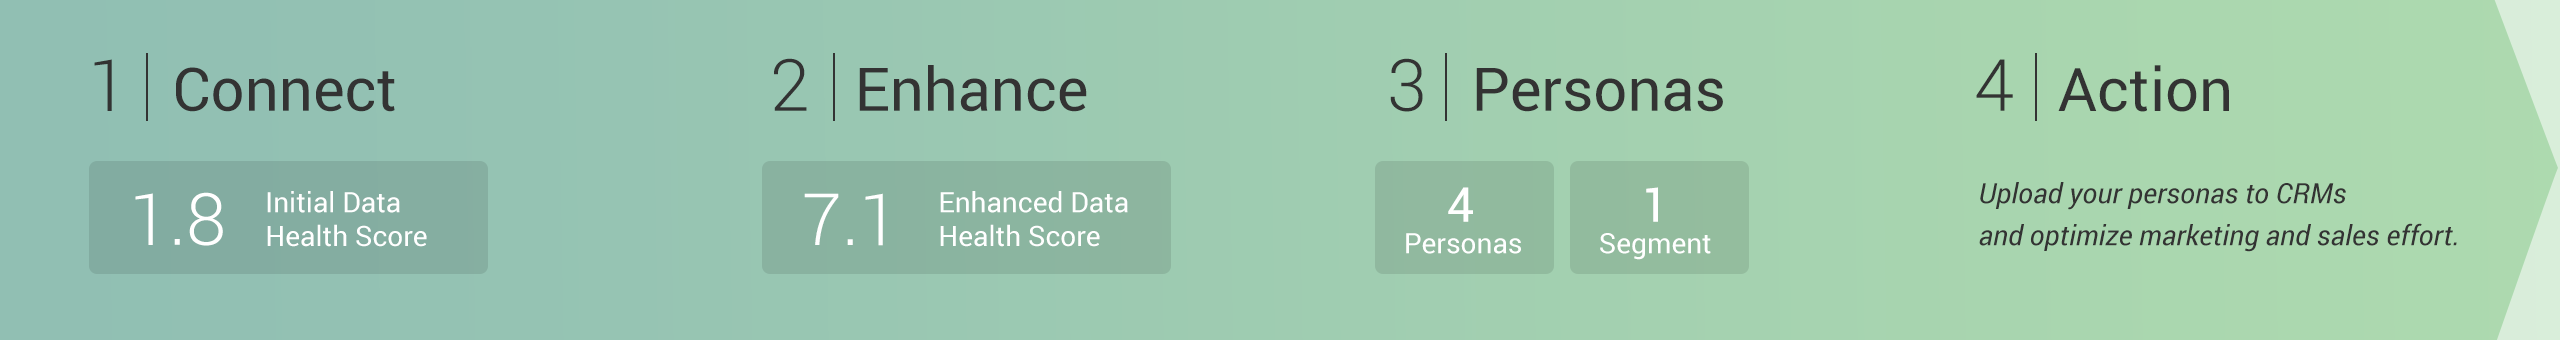 1 | Connect
1.8
Initial Data
Health Score
2 | Enhance
7.1
Enhanced Data
Health Score
3 | Personas
4
Personas
1
Segment
4 | Action
Upload your personas to CRMs
and optimize marketing and sales effort.